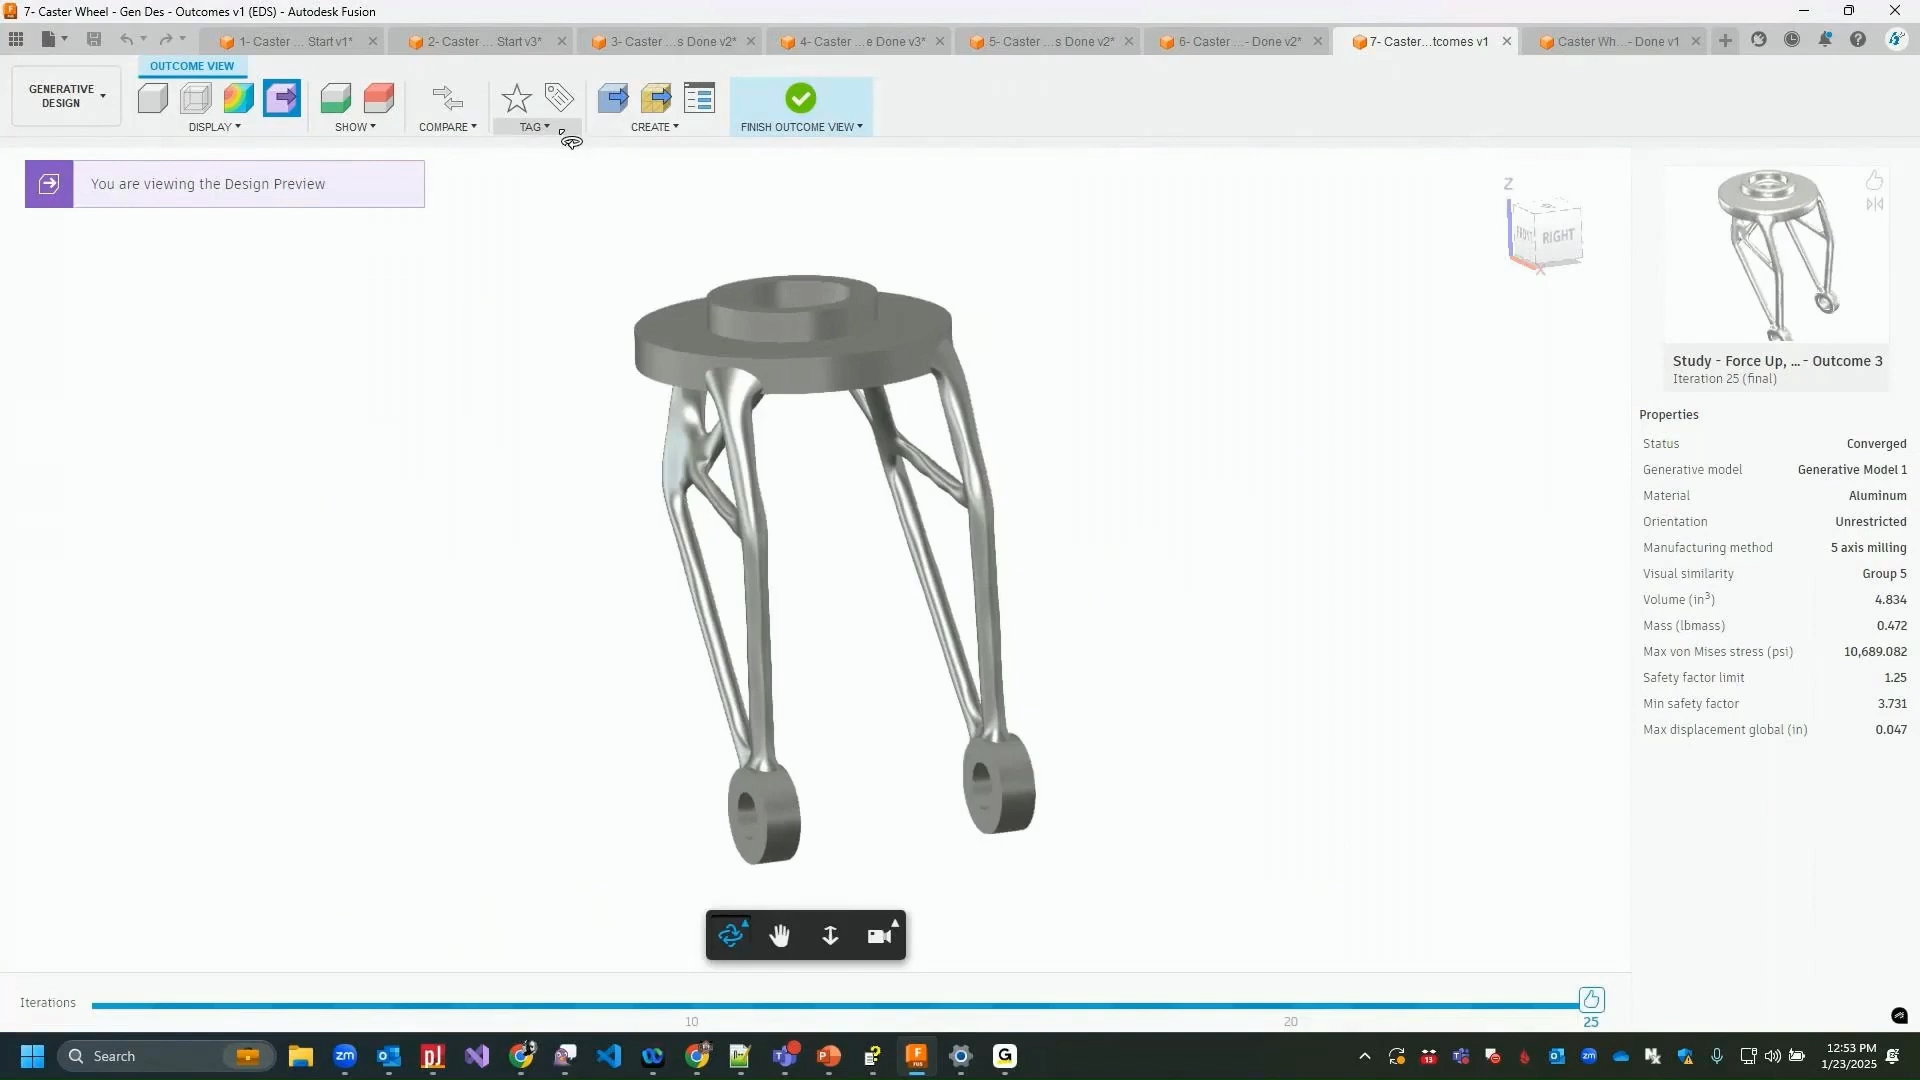 7- Caster Wheel - Gen Des - Outcomes v1 (EDS) - Autodesk Fusion
1- Caster ... Start v1*
2- Caster ... Start v3*
3- Caster ...s Done v2*
4- Caster ...e Done v3*
5- Caster ...s Done v2*
6- Caster ...- Done v2*
7- Caster...tcomes v1
Caster Wh...- Done v1
OUTCOME VIEW
GENERATIVE
DESIGN
DISPLAY
SHOW
COMPARE
TAG
CREATE
FINISH OUTCOME VIEW
You are viewing the Design Preview
Z
FRONT
RIGHT
X
Study - Force Up, ... - Outcome 3
Iteration 25 (final)
Properties
Status Converged
Generative model Generative Model 1
Material Aluminum
Orientation Unrestricted
Manufacturing method 5 axis milling
Visual similarity Group 5
Volume (in³) 4.834
Mass (lbmass) 0.472
Max von Mises stress (psi) 10,689.082
Safety factor limit 1.25
Min safety factor 3.731
Max displacement global (in) 0.047
Iterations
10
20
25
Search
12:53 PM
1/23/2025